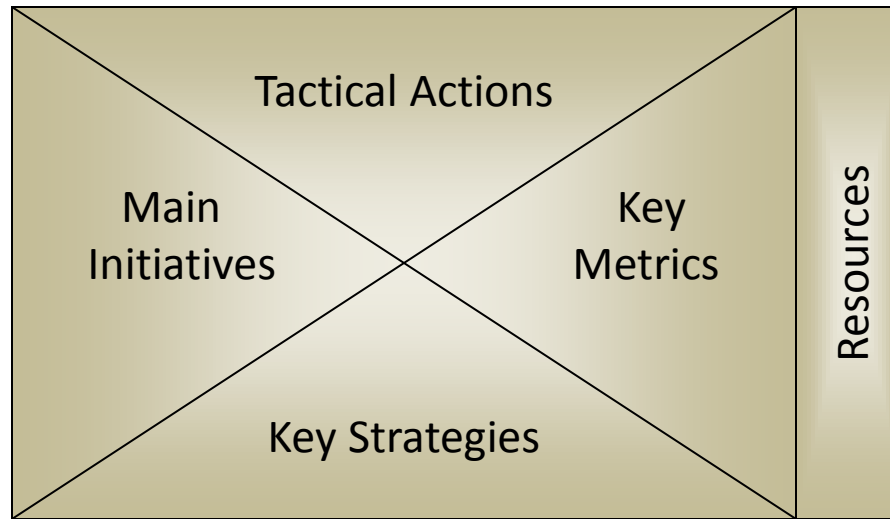 Tactical Actions
Main
Initiatives
Key
Metrics
Resources
Key Strategies